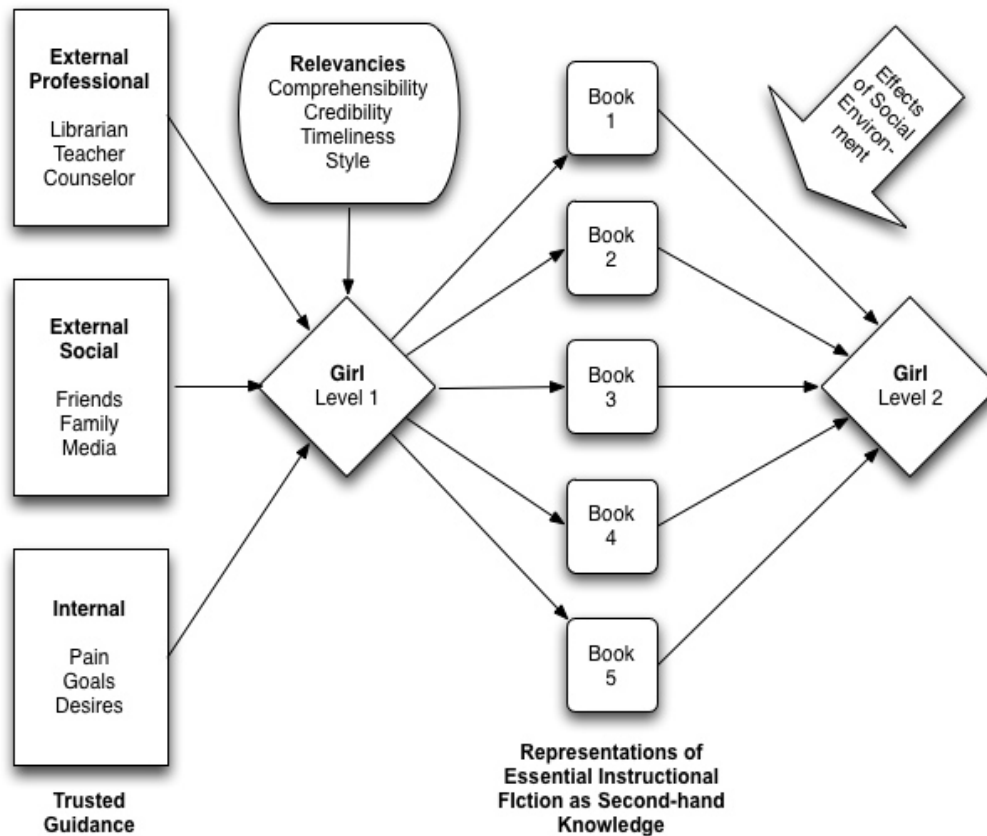 External
Professional
Librarian
Teacher
Counselor
External
Social
Friends
Family
Media
Internal
Pain
Goals
Desires
Trusted
Guidance
Relevancies
Comprehensibility
Credibility
Timeliness
Style
Girl
Level 1
Book
1
Book
2
Book
3
Book
4
Book
5
Representations of
Essential Instructional
FIction as Second-hand
Knowledge
Effects
of Social
Environ-
ment
Girl
Level 2